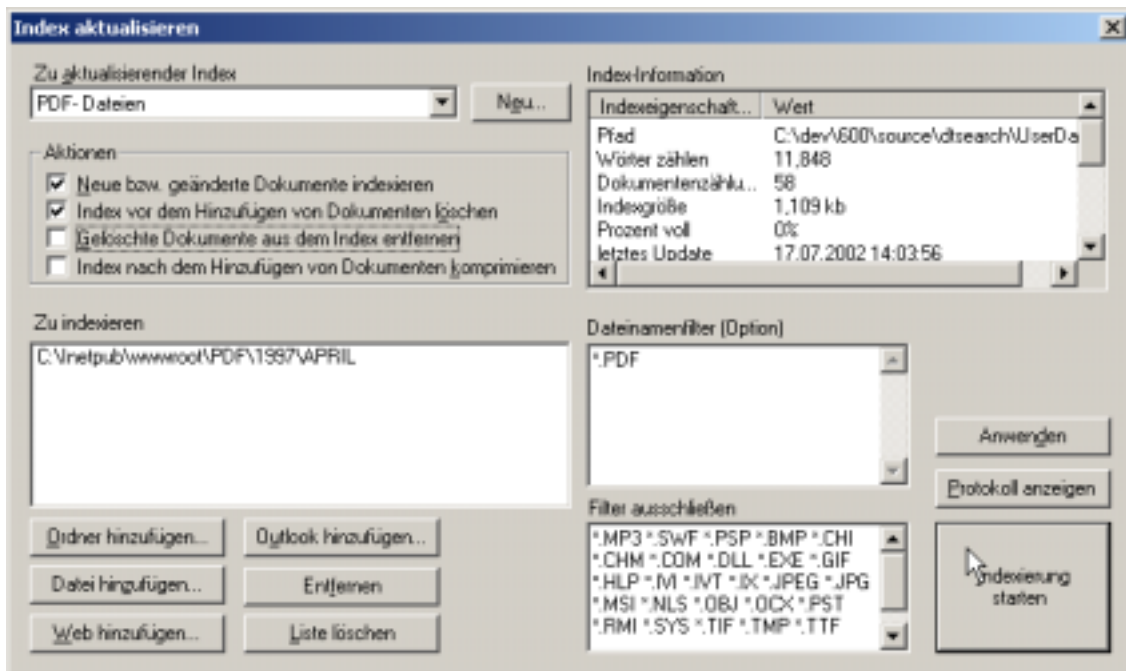 Index aktualisieren
Zu aktualisierender Index
PDF- Dateien
Neu...
Aktionen
Neue bzw. geänderte Dokumente indexieren
Index vor dem Hinzufügen von Dokumenten löschen
Gelöschte Dokumente aus dem Index entfernen
Index nach dem Hinzufügen von Dokumenten komprimieren
Index-Information
Indexeigenschaft... Wert
Pfad C:\dev\600\source\dtsearch\UserDa
Wörter zählen 11,848
Dokumentenzählu... 58
Indexgröße 1,109 kb
Prozent voll 0%
letztes Update 17.07.2002 14:03:56
Zu indexieren
C:\Inetpub\wwwroot\PDF\1997\APRIL
Ordner hinzufügen...
Outlook hinzufügen...
Datei hinzufügen...
Entfernen
Web hinzufügen...
Liste löschen
Dateinamenfilter (Option)
*.PDF
Filter ausschließen
*.MP3 *.SWF *.PSP *.BMP *.CHI
*.CHM *.COM *.DLL *.EXE *.GIF
*.HLP *.IVI *.IVT *.IX *.JPEG *.JPG
*.MSI *.NLS *.OBJ *.OCX *.PST
*.RMI *.SYS *.TIF *.TMP *.TTF
Anwenden
Protokoll anzeigen
Indexierung
starten